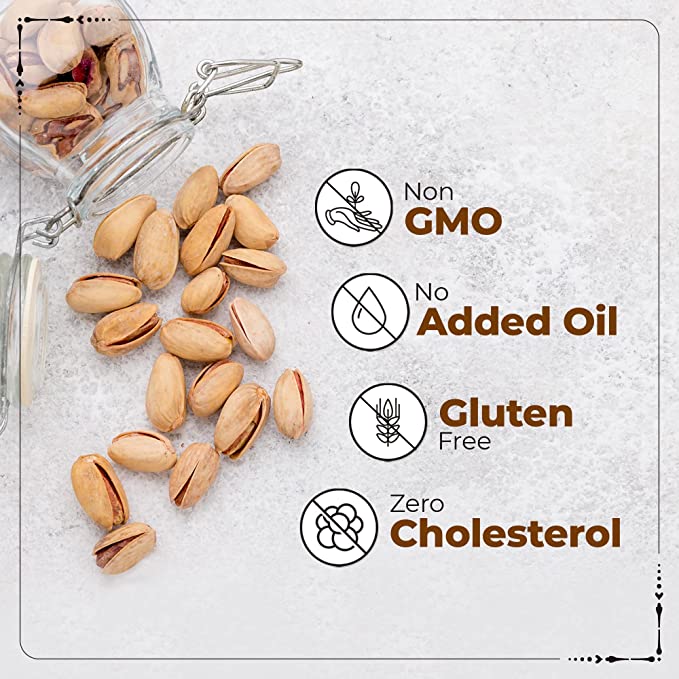 Non
GMO
No
Added Oil
Gluten
Free
Zero
Cholesterol